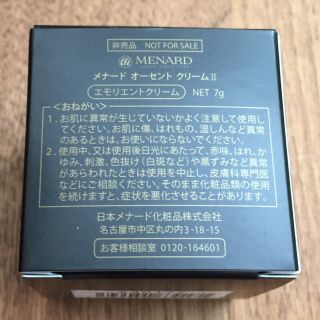 非売品 NOT FOR SALE
MENARD
メナード オーセント クリームⅡ
エモリエントクリーム NET 7g
<おねがい>
1. お肌に異常が生じていないかよく注意して使用し
てください。お肌に傷、はれもの、湿しんなど異常
のあるときは、お使いにならないでください。
2. 使用中、又は使用後日光にあたって、赤味、はれ、か
ゆみ、刺激、色抜け(白斑など)や黒ずみなど異常
があらわれたときは使用を中止し、皮膚科専門医
などにご相談ください。そのまま化粧品類の使用
を続けますと、症状を悪化させることがあります。
日本メナード化粧品株式会社
名古屋市中区丸の内3-18-15
お客様相談室 0120-164601